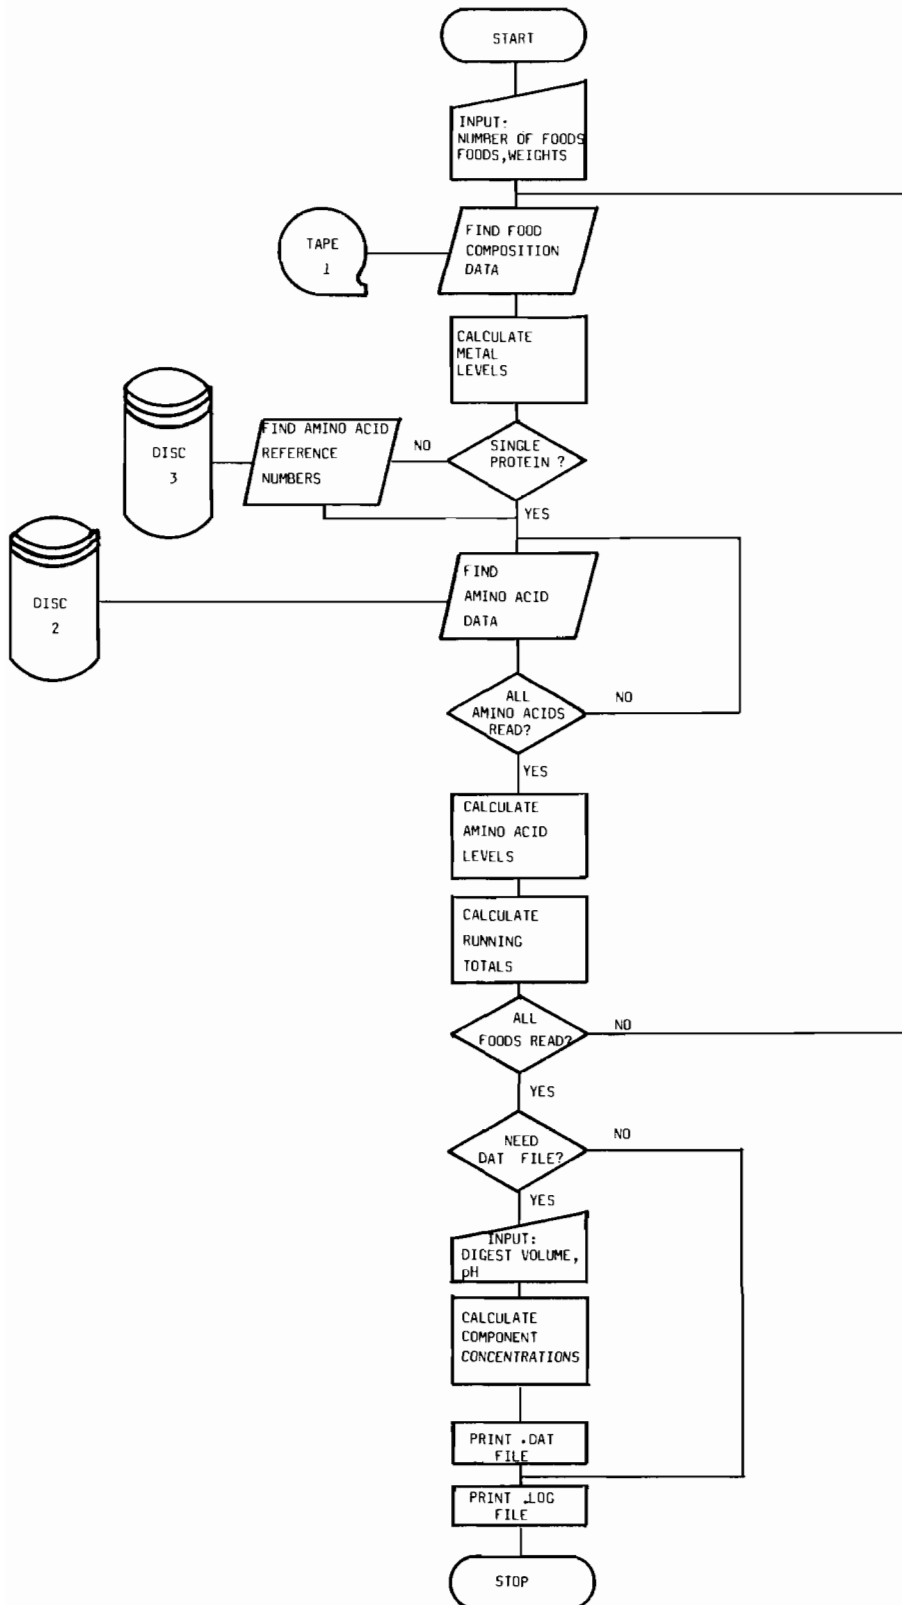 START
INPUT:
NUMBER OF FOODS
FOODS,WEIGHTS
TAPE
1
FIND FOOD
COMPOSITION
DATA
CALCULATE
METAL
LEVELS
DISC
3
FIND AMINO ACID
REFERENCE
NUMBERS
NO
SINGLE
PROTEIN ?
YES
DISC
2
FIND
AMINO ACID
DATA
ALL
AMINO ACIDS
READ?
NO
YES
CALCULATE
AMINO ACID
LEVELS
CALCULATE
RUNNING
TOTALS
ALL
FOODS READ?
NO
YES
NEED
DAT FILE?
NO
YES
INPUT:
DIGEST VOLUME,
pH
CALCULATE
COMPONENT
CONCENTRATIONS
PRINT .DAT
FILE
PRINT .LOG
FILE
STOP